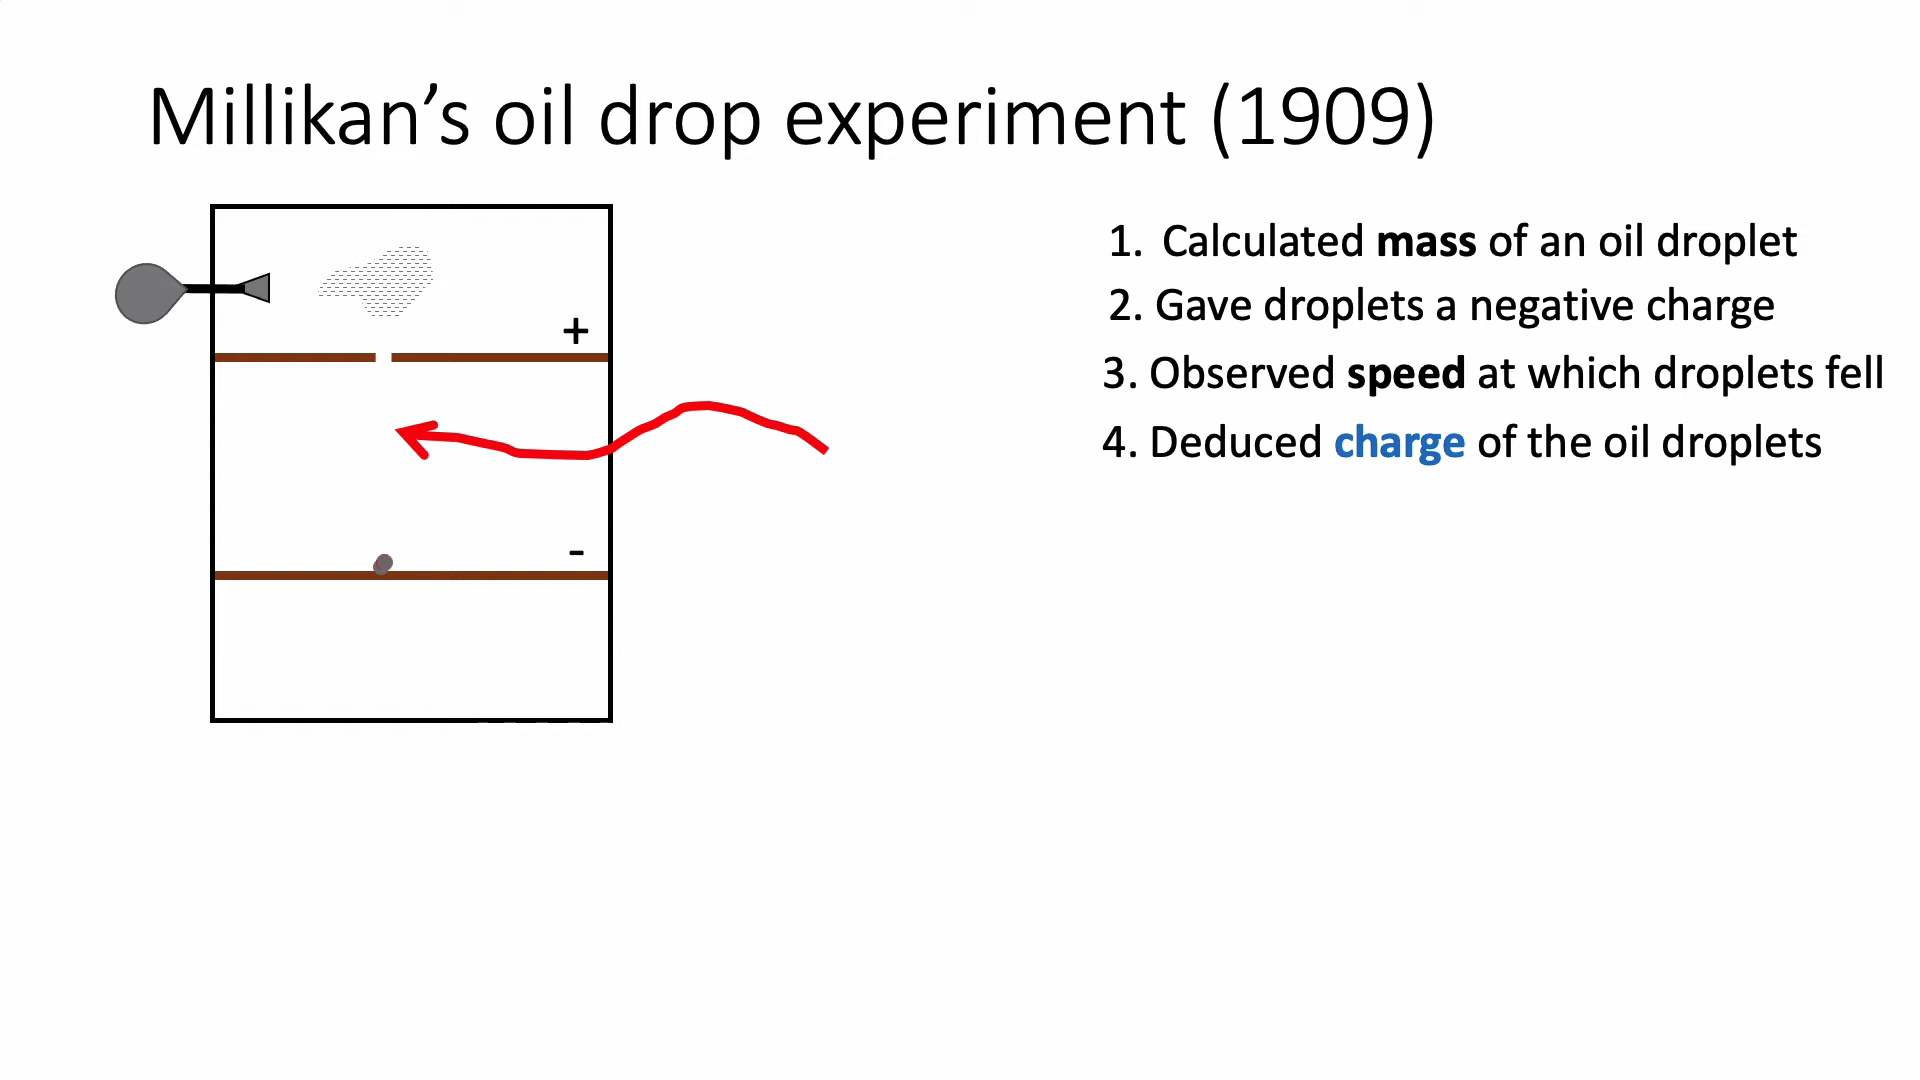 Millikan’s oil drop experiment (1909)
+
-
1. Calculated mass of an oil droplet
2. Gave droplets a negative charge
3. Observed speed at which droplets fell
4. Deduced charge of the oil droplets